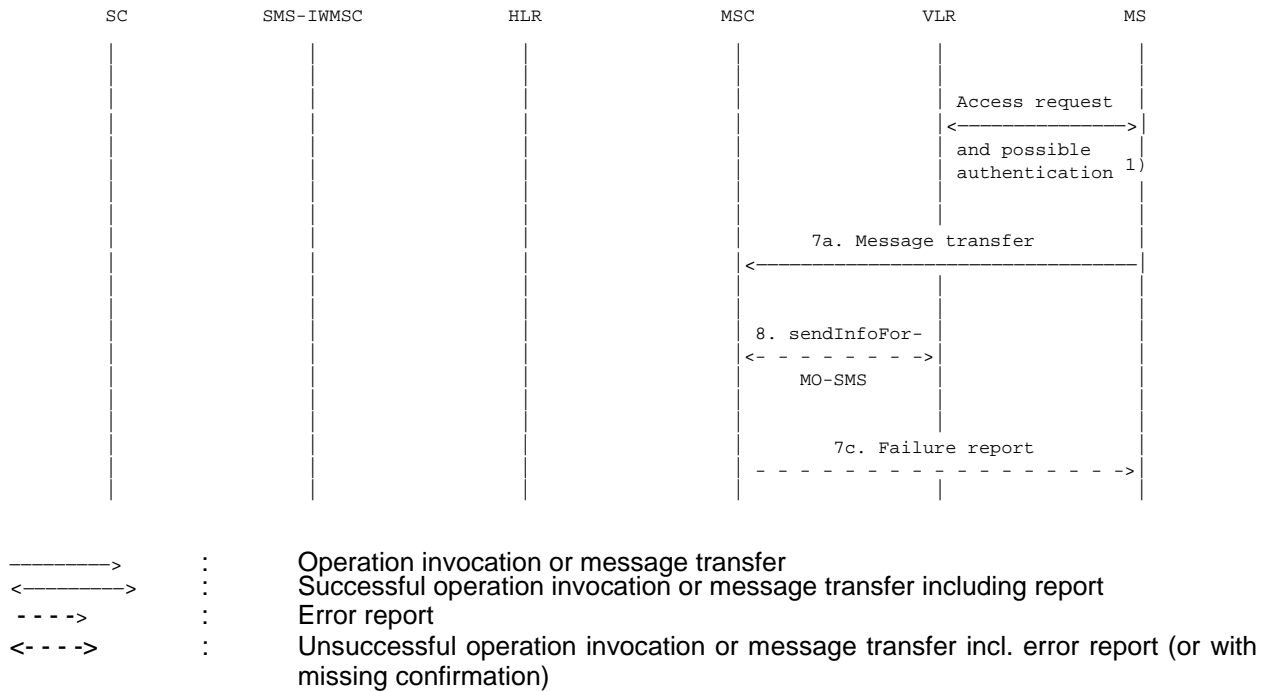 SC SMS-IWMSC HLR MSC VLR MS
Access request
<———————————————>
and possible
authentication 1)
7a. Message transfer
<——————————————————————————————————
8. sendInfoFor-
<- - - - - - - ->
MO-SMS
7c. Failure report
- - - - - - - - - - - - - - - - ->
—————————> : Operation invocation or message transfer
<—————————> : Successful operation invocation or message transfer including report
- - - -> : Error report
<- - - -> : Unsuccessful operation invocation or message transfer incl. error report (or with
missing confirmation)